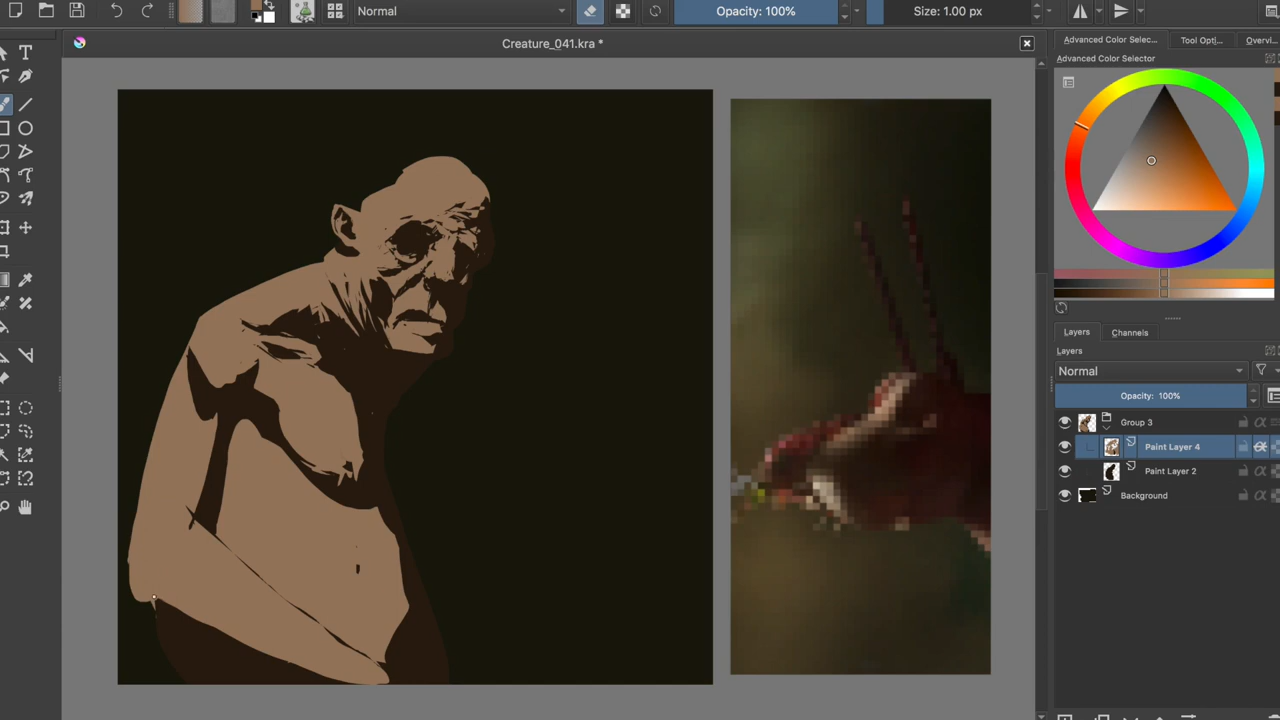 Normal
Opacity: 100%
Size: 1.00 px
Creature_041.kra *
Advanced Color Selec...
Tool Opti...
Overvi...
Advanced Color Selector
Layers
Channels
Layers
Normal
Opacity: 100%
Group 3
Paint Layer 4
Paint Layer 2
Background